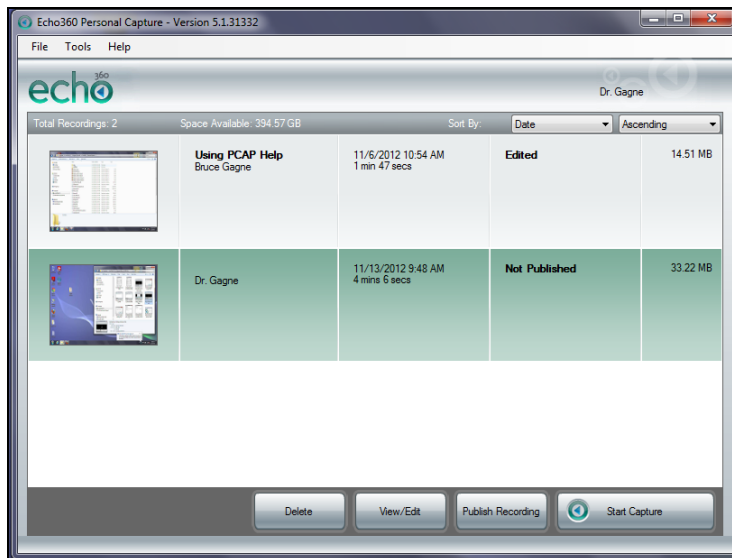 Echo360 Personal Capture - Version 5.1.31332
File Tools Help
echo360
Dr. Gagne
Total Recordings: 2 Space Available: 394.57 GB Sort By: Date Ascending
Using PCAP Help 11/6/2012 10:54 AM Edited 14.51 MB
Bruce Gagne 1 min 47 secs
11/13/2012 9:48 AM Not Published 33.22 MB
Dr. Gagne 4 mins 6 secs
Delete View/Edit Publish Recording Start Capture